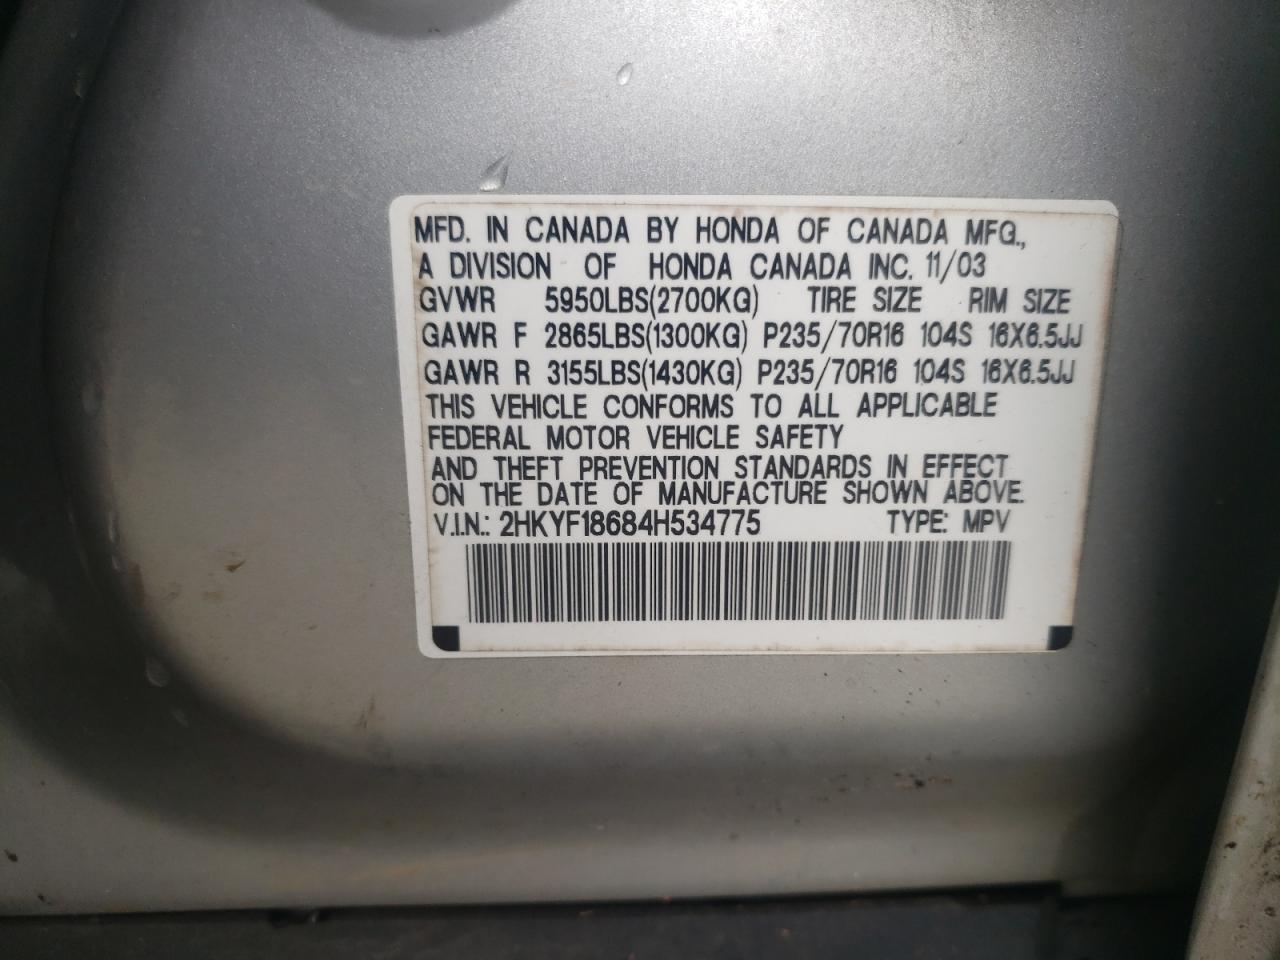 MFD. IN CANADA BY HONDA OF CANADA MFG.,
A DIVISION OF HONDA CANADA INC. 11/03
GVWR 5950LBS(2700KG) TIRE SIZE RIM SIZE
GAWR F 2865LBS(1300KG) P235/70R16 104S 16X6.5JJ
GAWR R 3155LBS(1430KG) P235/70R16 104S 16X6.5JJ
THIS VEHICLE CONFORMS TO ALL APPLICABLE
FEDERAL MOTOR VEHICLE SAFETY
AND THEFT PREVENTION STANDARDS IN EFFECT
ON THE DATE OF MANUFACTURE SHOWN ABOVE.
V.I.N.: 2HKYF18684H534775 TYPE: MPV